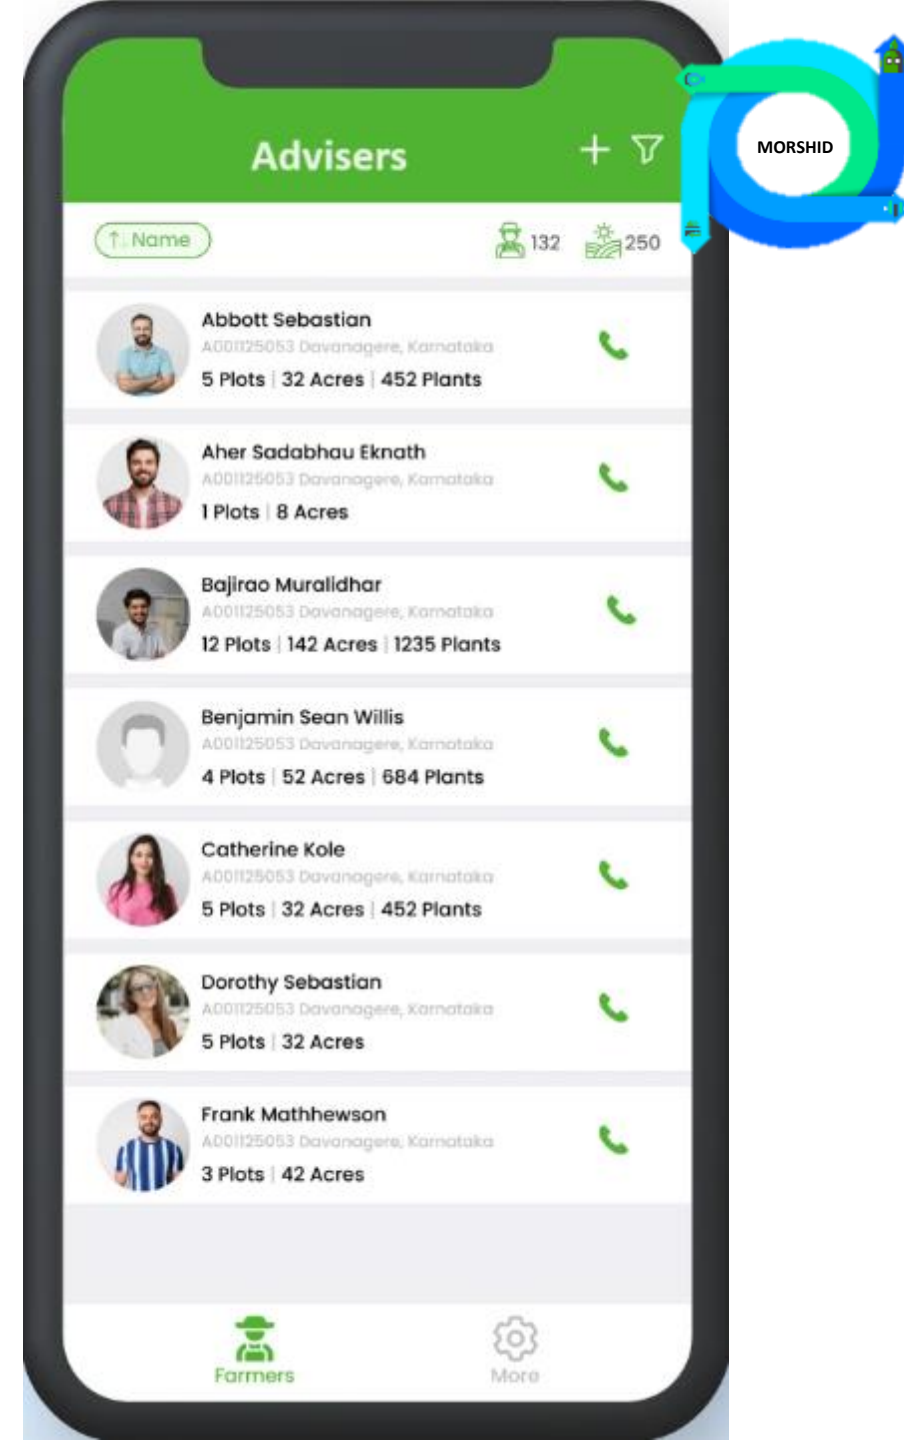 Advisers
MORSHID
Name
132
250
Abbott Sebastian
A001125053 Davanagere, Karnataka
5 Plots | 32 Acres | 452 Plants
Aher Sadabhau Eknath
A001125053 Davanagere, Karnataka
1 Plots | 8 Acres
Bajirao Muralidhar
A001125053 Davanagere, Karnataka
12 Plots | 142 Acres | 1235 Plants
Benjamin Sean Willis
A001125053 Davanagere, Karnataka
4 Plots | 52 Acres | 684 Plants
Catherine Kole
A001125053 Davanagere, Karnataka
5 Plots | 32 Acres | 452 Plants
Dorothy Sebastian
A001125053 Davanagere, Karnataka
5 Plots | 32 Acres
Frank Mathhewson
A001125053 Davanagere, Karnataka
3 Plots | 42 Acres
Farmers
More